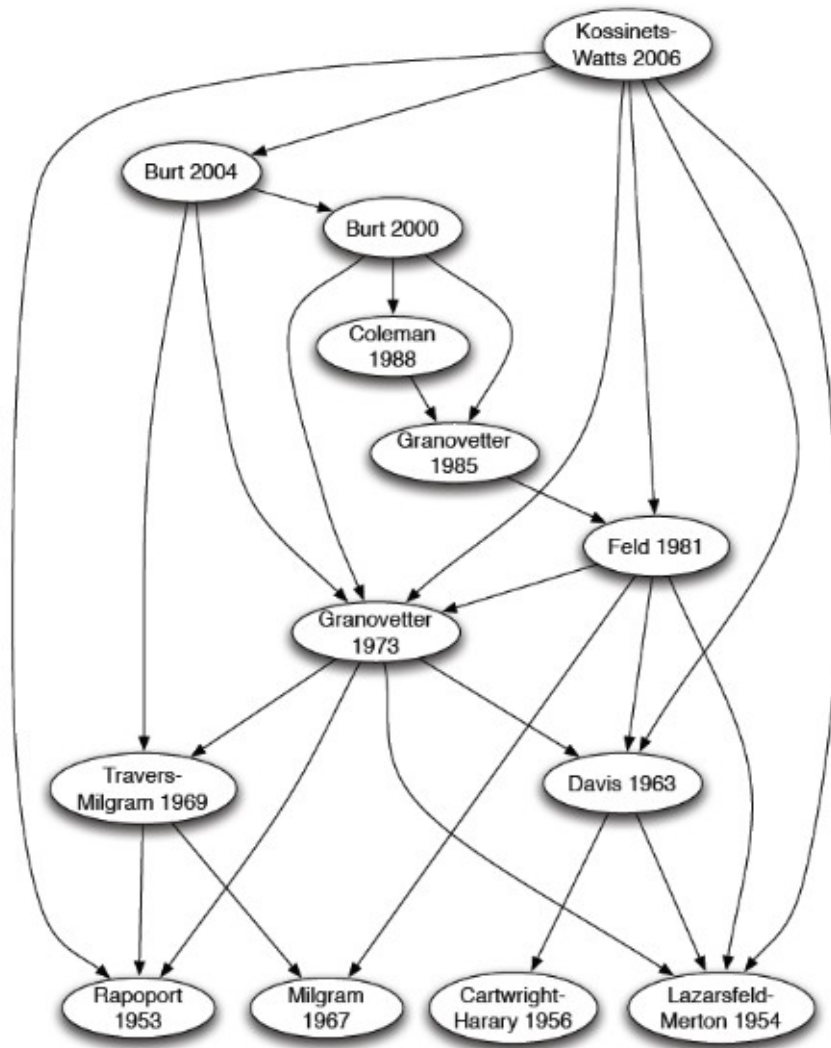 Kossinets-
Watts 2006
Burt 2004
Burt 2000
Coleman
1988
Granovetter
1985
Feld 1981
Granovetter
1973
Travers-
Milgram 1969
Davis 1963
Rapoport
1953
Milgram
1967
Cartwright-
Harary 1956
Lazarsfeld-
Merton 1954